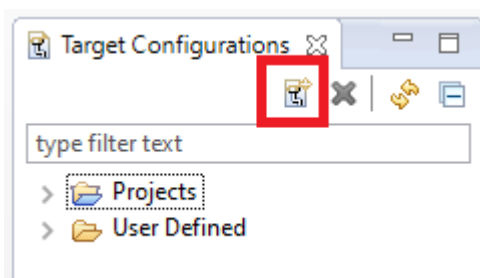 Target Configurations
type filter text
Projects
User Defined